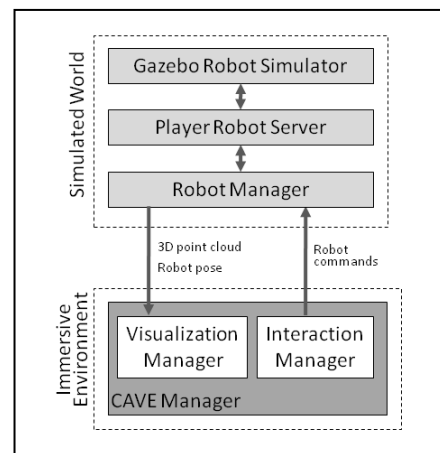 Simulated World
Gazebo Robot Simulator
Player Robot Server
Robot Manager
3D point cloud
Robot pose
Robot
commands
Immersive
Environment
Visualization
Manager
Interaction
Manager
CAVE Manager